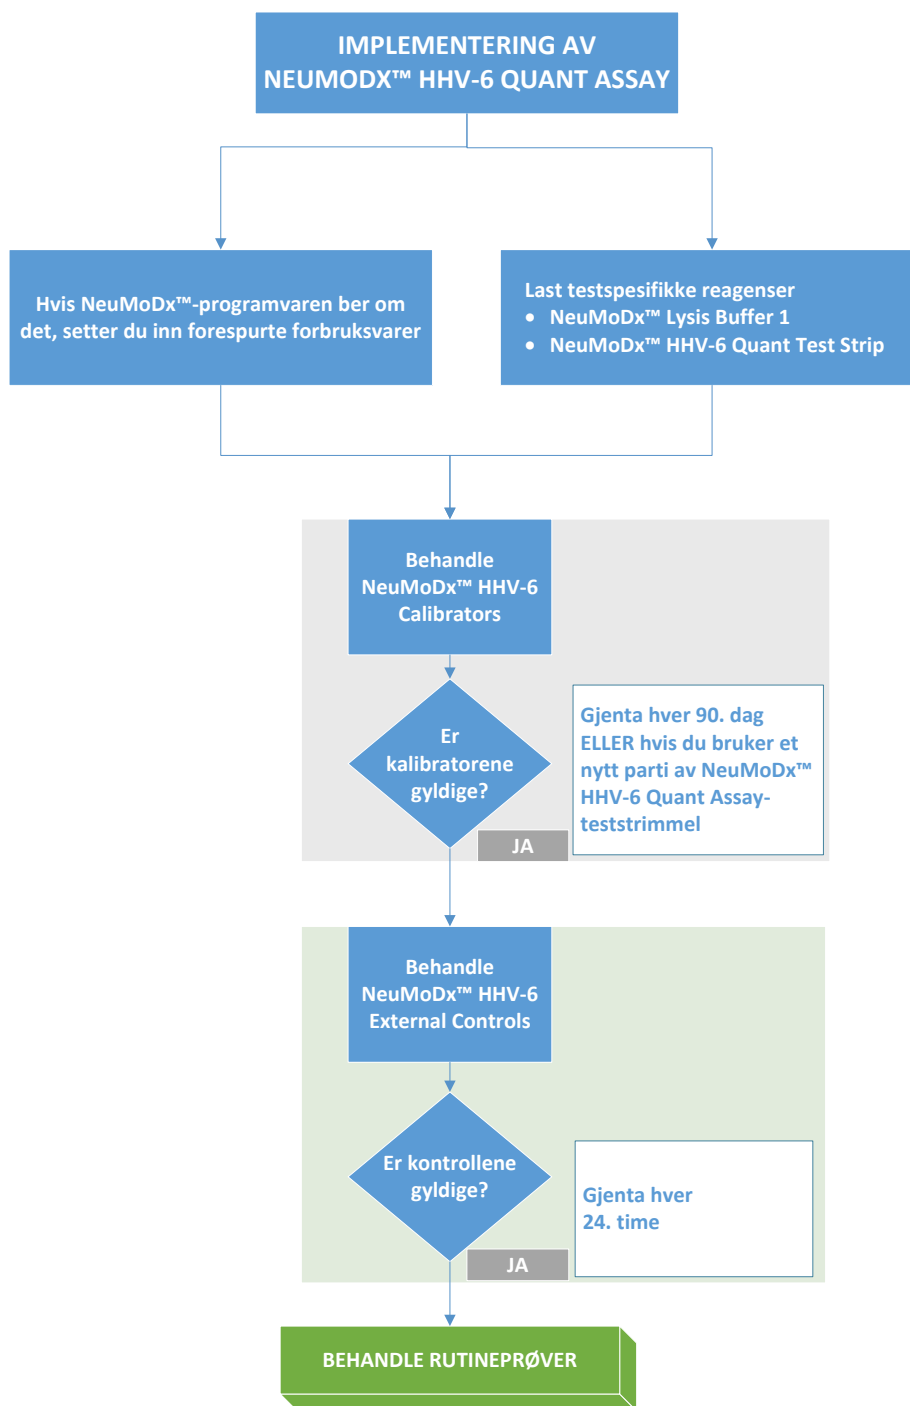 IMPLEMENTERING AV
NEUMODX™ HHV-6 QUANT ASSAY
Hvis NeuMoDx™-programvaren ber om
det, setter du inn forespurte forbruksvarer
Last testspesifikke reagenser
• NeuMoDx™ Lysis Buffer 1
• NeuMoDx™ HHV-6 Quant Test Strip
Behandle
NeuMoDx™ HHV-6
Calibrators
Er
kalibratorene
gyldige?
Gjenta hver 90. dag
ELLER hvis du bruker et
nytt parti av NeuMoDx™
HHV-6 Quant Assay-
teststrimmel
JA
Behandle
NeuMoDx™ HHV-6
External Controls
Er kontrollene
gyldige?
Gjenta hver
24. time
JA
BEHANDLE RUTINEPRØVER